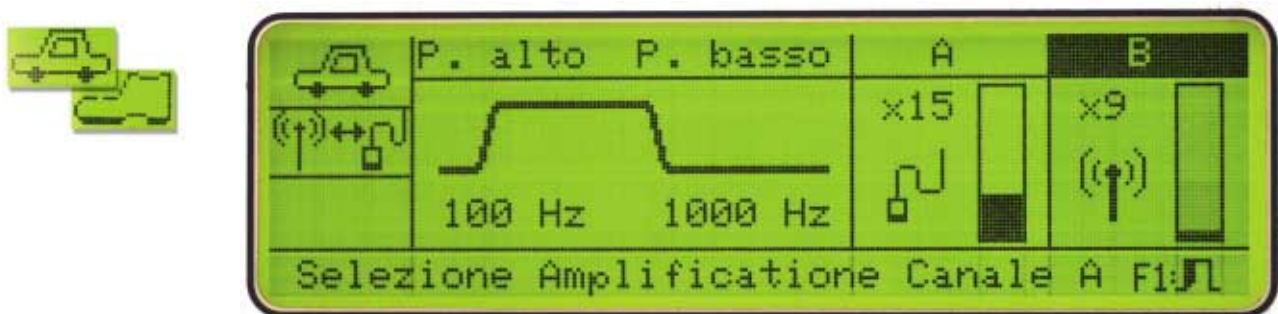 P. alto P. basso A B
x15 x9
100 Hz 1000 Hz
Selezione Amplificatione Canale A F1: